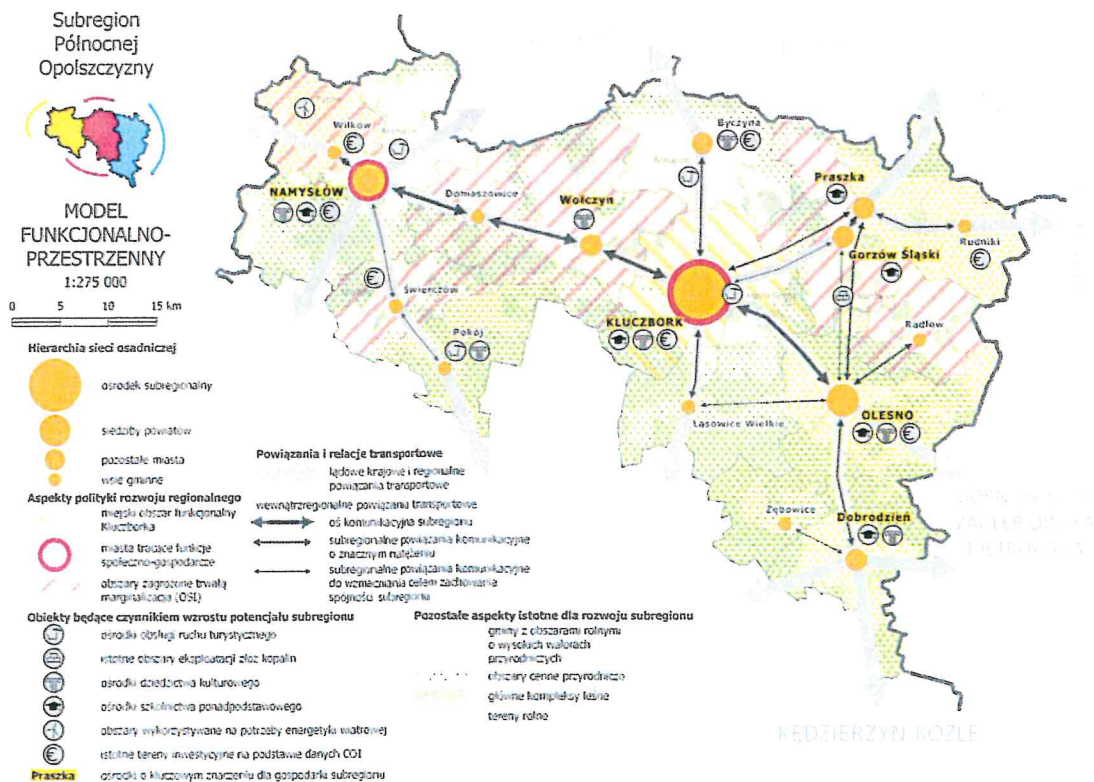 Subregion
Północnej
Opolszczyzny
MODEL
FUNKCJONALNO-
PRZESTRZENNY
1:275 000
0 5 10 15 km
Hierarchia sieci osadniczej
ośrodek subregionalny
siedziby powiatów
pozostałe miasta
wsie gminne
Aspekty polityki rozwoju regionalnego
miejski obszar funkcjonalny
Kluczborka
miasta tracące funkcje
społeczno-gospodarcze
obszary zagrożone trwałą
marginalizacją (OSI)
Powiązania i relacje transportowe
lądowe krajowe i regionalne
powiązania transportowe
wewnątrzregionalne powiązania transportowe
oś komunikacyjna subregionu
subregionalne powiązania komunikacyjne
o znacznym natężeniu
subregionalne powiązania komunikacyjne
do wzmacniania celem zachowania
spójności subregionu
Obiekty będące czynnikiem wzrostu potencjału subregionu
ośrodki obsługi ruchu turystycznego
istotne obszary eksploatacji złóż kopalin
ośrodki dziedzictwa kulturowego
ośrodki szkolnictwa ponadpodstawowego
obszary wykorzystywane na potrzeby energetyki wiatrowej
istotne tereny inwestycyjne na podstawie danych COI
Praszka ośrodki o kluczowym znaczeniu dla gospodarki subregionu
Pozostałe aspekty istotne dla rozwoju subregionu
gminy z obszarami rolnymi
o wysokich walorach
przyrodniczych
obszary cenne przyrodniczo
główne kompleksy leśne
tereny rolne
Wilków
NAMYSŁÓW
Domaszowice
Wołczyn
Świerczów
Pokój
Byczyna
KLUCZBORK
Lasowice Wielkie
Praszka
Gorzów Śląski
Rudniki
Radłów
OLESNO
Zębowice
Dobrodzień
KĘDZIERZYN KOŹLE